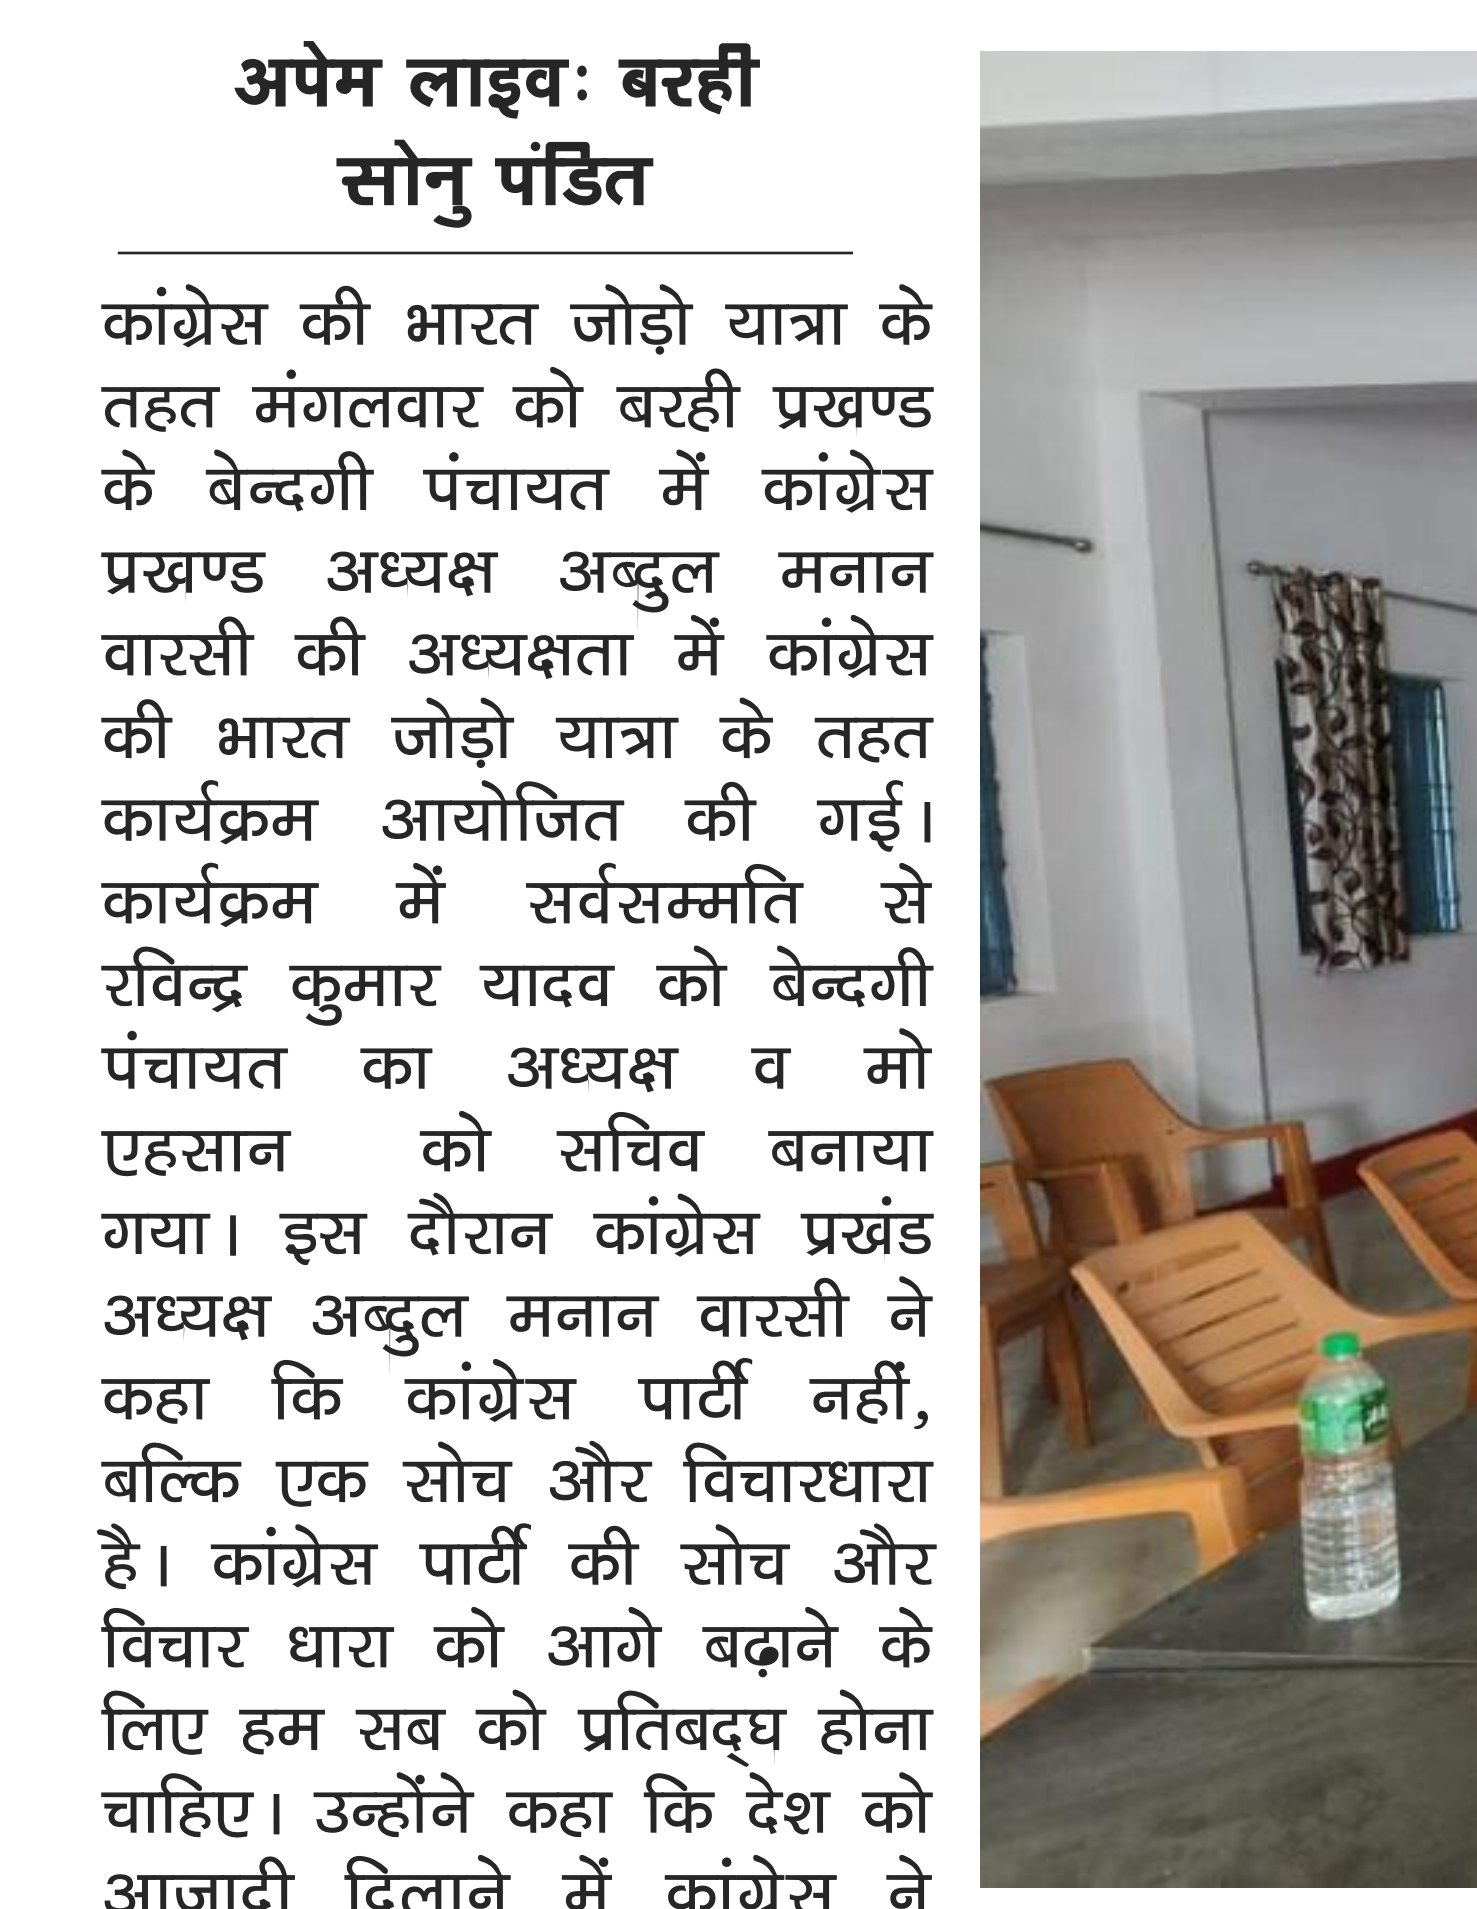 अपेम लाइवः बरही
सोनु पंडित
कांग्रेस की भारत जोड़ो यात्रा के
तहत मंगलवार को बरही प्रखण्ड
के बेन्दगी पंचायत में कांग्रेस
प्रखण्ड अध्यक्ष अब्दुल मनान
वारसी की अध्यक्षता में कांग्रेस
की भारत जोड़ो यात्रा के तहत
कार्यक्रम आयोजित की गई।
कार्यक्रम में सर्वसम्मति से
रविन्द्र कुमार यादव को बेन्दगी
पंचायत का अध्यक्ष व मो
एहसान को सचिव बनाया
गया। इस दौरान कांग्रेस प्रखंड
अध्यक्ष अब्दुल मनान वारसी ने
कहा कि कांग्रेस पार्टी नहीं,
बल्कि एक सोच और विचारधारा
है। कांग्रेस पार्टी की सोच और
विचार धारा को आगे बढ़ाने के
लिए हम सब को प्रतिबद्घ होना
चाहिए। उन्होंने कहा कि देश को
आजादी दिलाने में कांग्रेस ने